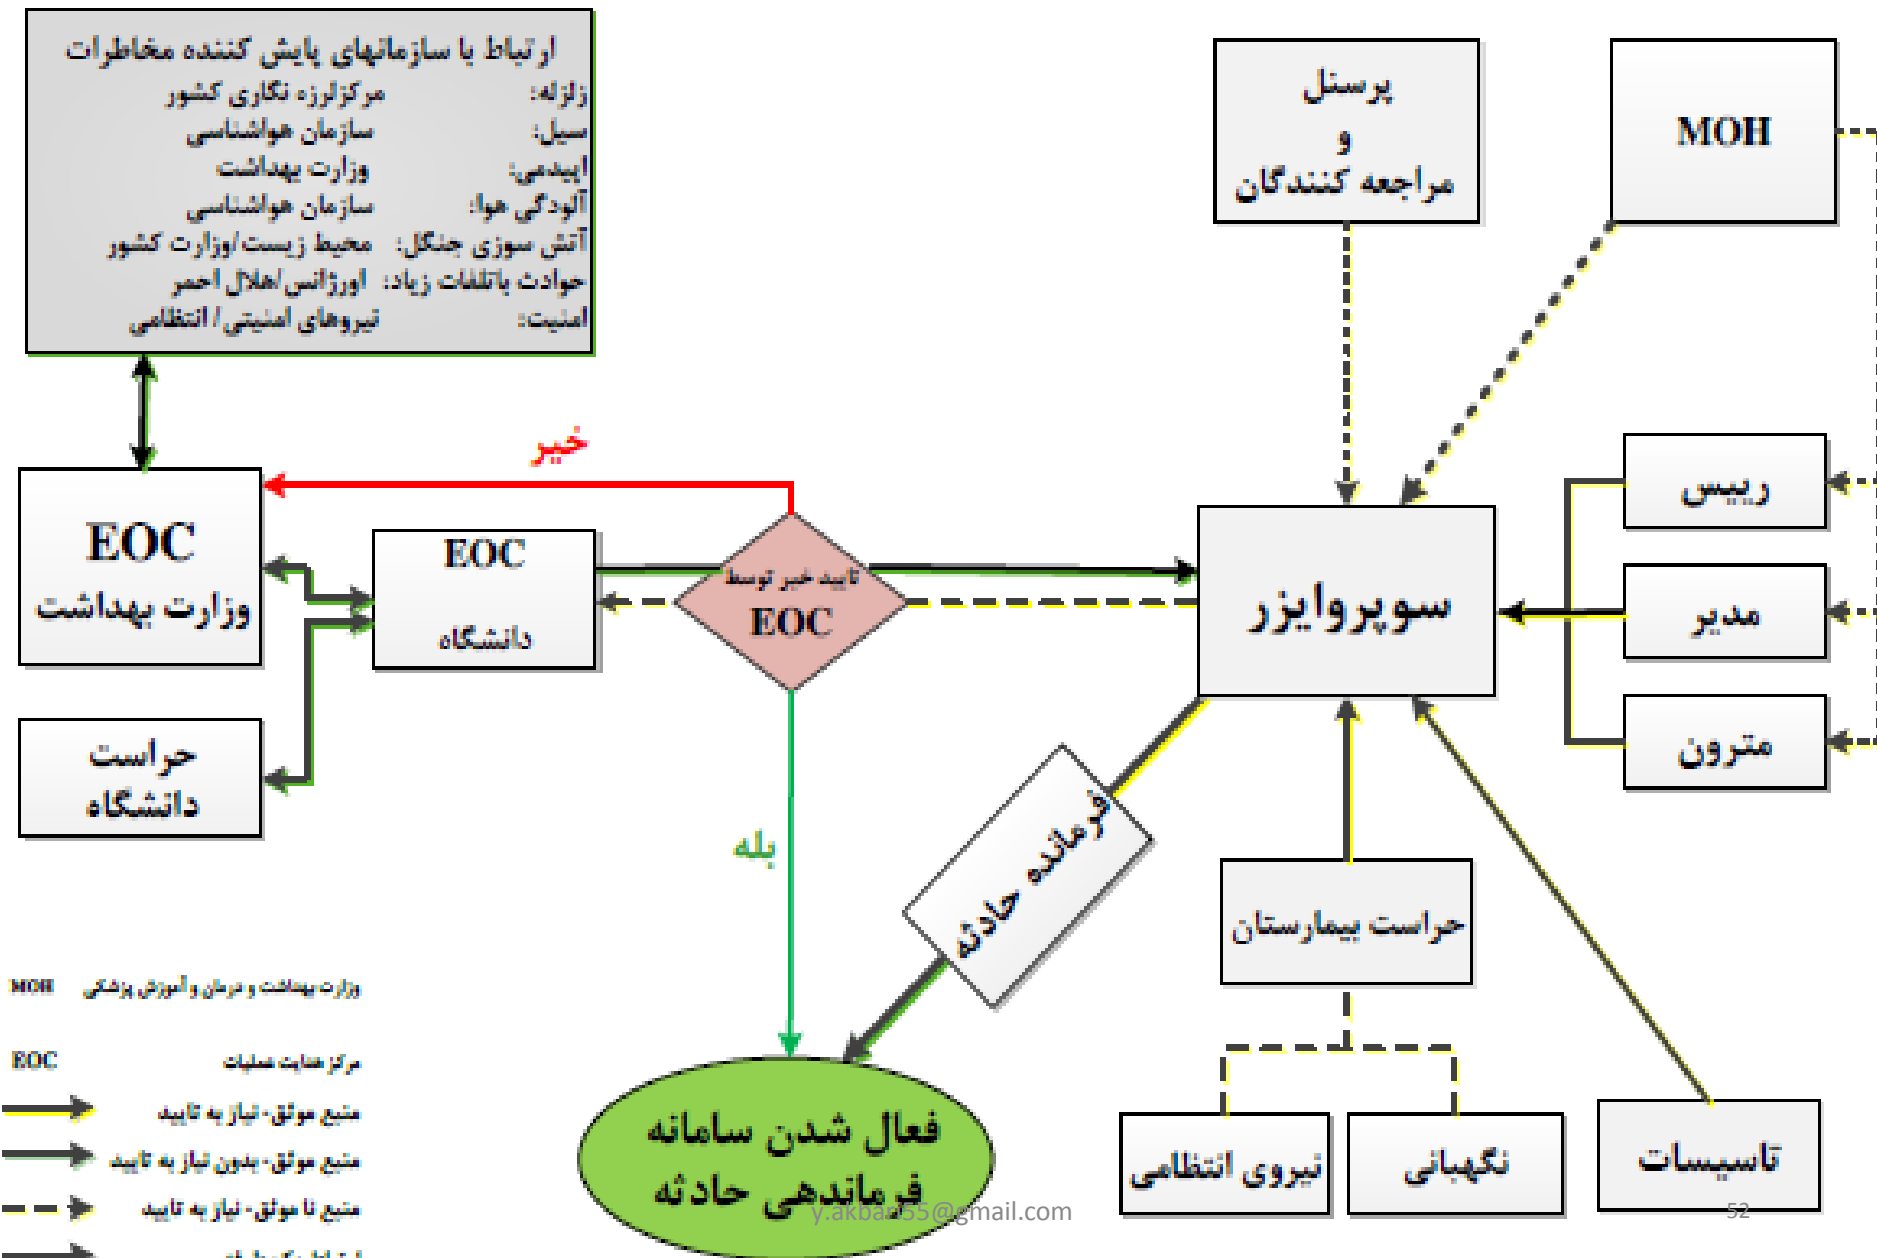 ارتباط با سازمانهای پایش کننده مخاطرات
زلزله: مرکزلرزه نگاری کشور
سیل: سازمان هواشناسی
اپیدمی: وزارت بهداشت
آلودگی هوا: سازمان هواشناسی
آتش سوزی جنگل: محیط زیست/وزارت کشور
حوادث باتلفات زیاد: اورژانس/هلال احمر
امنیت: نیروهای امنیتی/ انتظامی
پرسنل
و
مراجعه کنندگان
MOH
خیر
EOC
وزارت بهداشت
EOC
دانشگاه
تایید خبر توسط
EOC
سوپروایزر
رییس
مدیر
مترون
حراست
دانشگاه
بله
فرمانده حادثه
حراست بیمارستان
نیروی انتظامی
نگهبانی
تاسیسات
فعال شدن سامانه
فرماندهی حادثه
MOH وزارت بهداشت و درمان و آموزش پزشکی
EOC مرکز هدایت عملیات
منبع موثق- نیاز به تایید
منبع موثق- بدون نیاز به تایید
منبع نا موثق- نیاز به تایید
y.akbari55@gmail.com
52